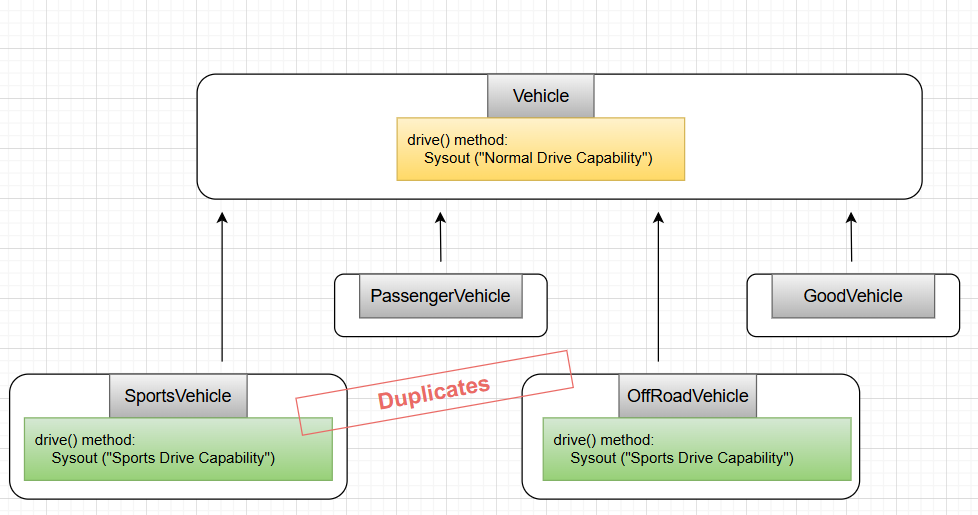 Vehicle
drive() method:
Sysout ("Normal Drive Capability")
PassengerVehicle
GoodVehicle
Duplicates
SportsVehicle
drive() method:
Sysout ("Sports Drive Capability")
OffRoadVehicle
drive() method:
Sysout ("Sports Drive Capability")